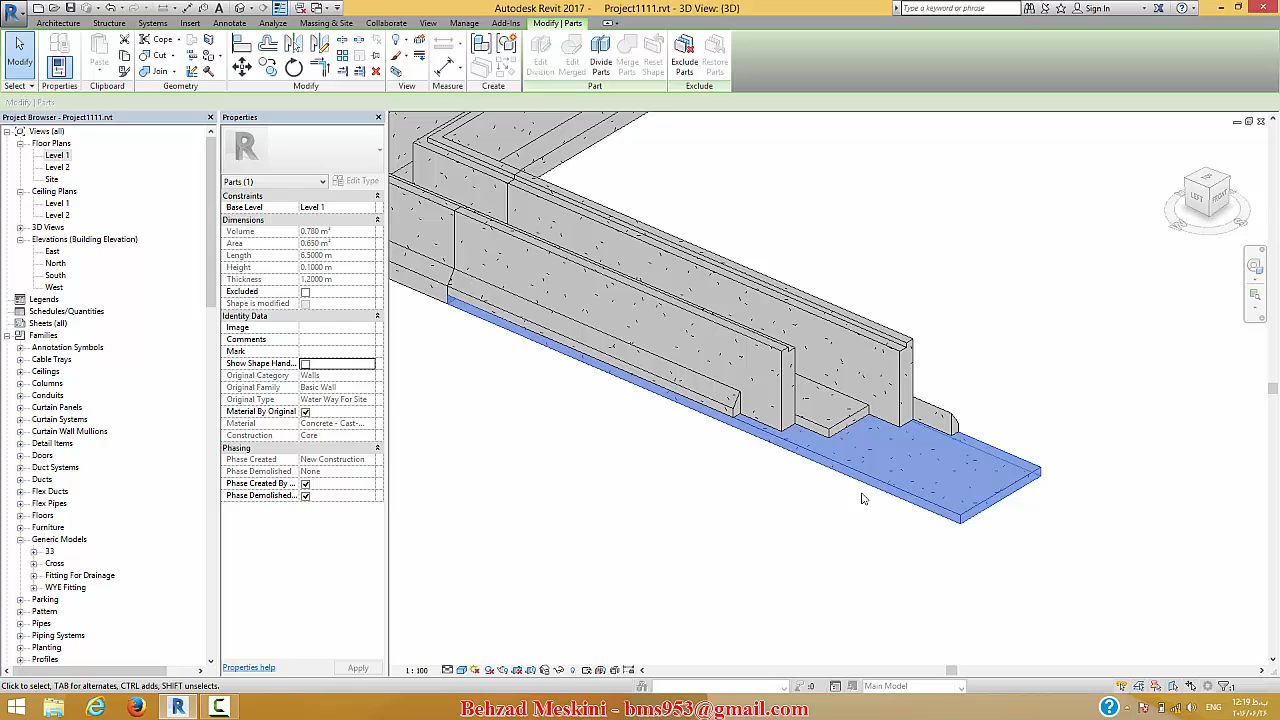 Autodesk Revit 2017 - Project1111.rvt - 3D View: {3D}
Type a keyword or phrase
Sign In
Architecture Structure Systems Insert Annotate Analyze Massing & Site Collaborate View Manage Add-Ins Modify | Parts
Modify
Paste
Cope
Cut
Join
Edit Division
Edit Merged
Divide Parts
Merge Parts
Reset Shape
Exclude Parts
Restore Parts
Select Properties Clipboard Geometry Modify View Measure Create Part Exclude
Modify | Parts
Project Browser - Project1111.rvt
Views (all)
Floor Plans
Level 1
Level 2
Site
Ceiling Plans
Level 1
Level 2
3D Views
Elevations (Building Elevation)
East
North
South
West
Legends
Schedules/Quantities
Sheets (all)
Families
Annotation Symbols
Cable Trays
Ceilings
Columns
Conduits
Curtain Panels
Curtain Systems
Curtain Wall Mullions
Detail Items
Doors
Duct Systems
Ducts
Flex Ducts
Flex Pipes
Floors
Furniture
Generic Models
33
Cross
Fitting For Drainage
WYE Fitting
Parking
Pattern
Pipes
Piping Systems
Planting
Profiles
Properties
Parts (1)
Edit Type
Constraints
Base Level Level 1
Dimensions
Volume 0.780 m³
Area 0.650 m²
Length 6.5000 m
Height 0.1000 m
Thickness 1.2000 m
Excluded
Shape is modified
Identity Data
Image
Comments
Mark
Show Shape Hand...
Original Category Walls
Original Family Basic Wall
Original Type Water Way For Site
Material By Original
Material Concrete - Cast-...
Construction Core
Phasing
Phase Created New Construction
Phase Demolished None
Phase Created By ...
Phase Demolished...
Properties help
Apply
LEFT FRONT
1 : 100
Click to select, TAB for alternates, CTRL adds, SHIFT unselects.
:0
Main Model
:1
ENG
Behzad Meskini - bms953@gmail.com